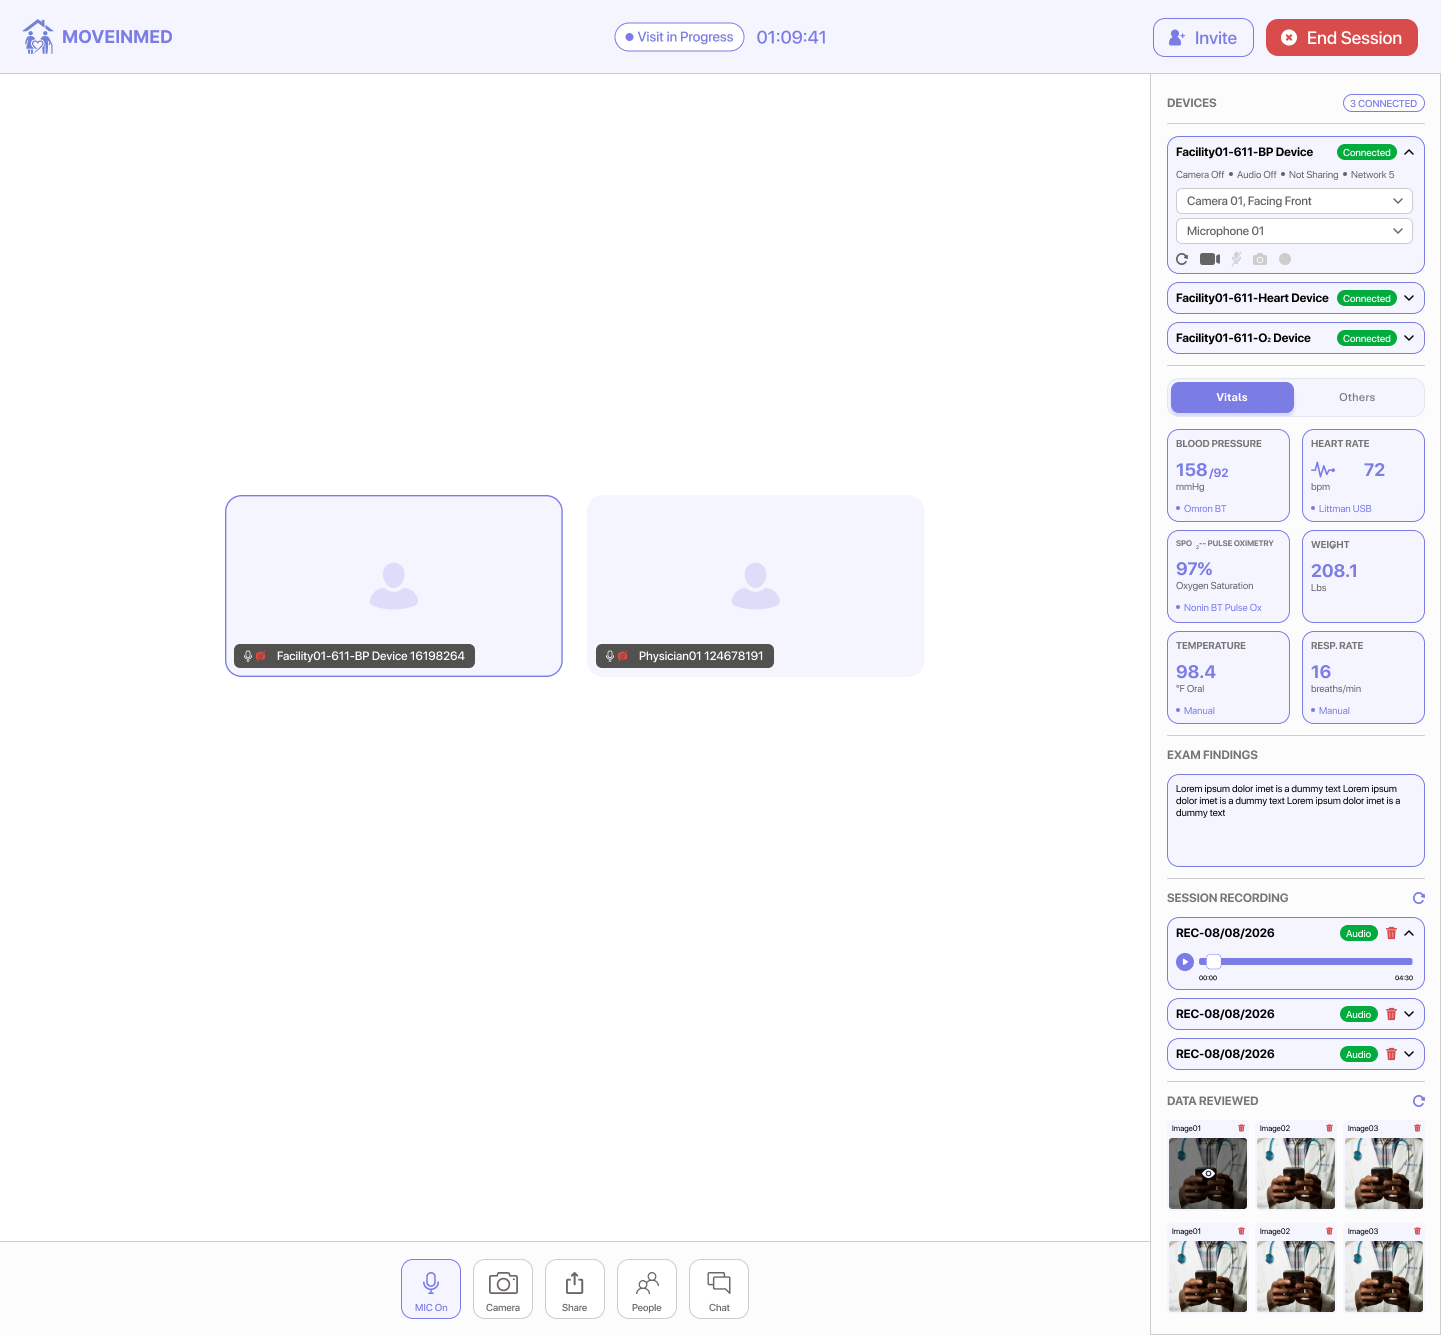 MOVEINMED
Visit in Progress
01:09:41
Invite
End Session
DEVICES
3 CONNECTED
Facility01-611-BP Device
Connected
Camera Off • Audio Off • Not Sharing • Network 5
Camera 01, Facing Front
Microphone 01
Facility01-611-Heart Device
Connected
Facility01-611-O₂ Device
Connected
Vitals
Others
BLOOD PRESSURE
158/92
mmHg
• Omron BT
HEART RATE
72
bpm
• Littman USB
SPO ₂-- PULSE OXIMETRY
97%
Oxygen Saturation
• Nonin BT Pulse Ox
WEIGHT
208.1
Lbs
TEMPERATURE
98.4
°F Oral
• Manual
RESP. RATE
16
breaths/min
• Manual
Facility01-611-BP Device 16198264
Physician01 124678191
EXAM FINDINGS
Lorem ipsum dolor imet is a dummy text Lorem ipsum
dolor imet is a dummy text Lorem ipsum dolor imet is a
dummy text
SESSION RECORDING
REC-08/08/2026
Audio
00:00
04:30
REC-08/08/2026
Audio
REC-08/08/2026
Audio
DATA REVIEWED
Image01
Image02
Image03
Image01
Image02
Image03
MIC On
Camera
Share
People
Chat